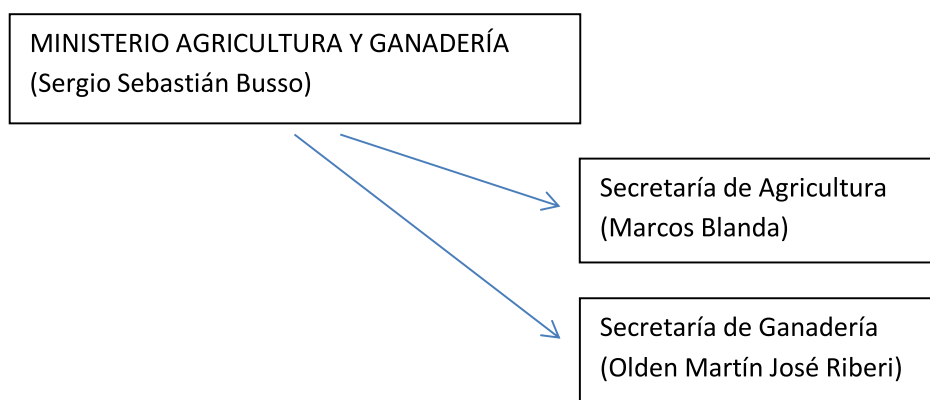 MINISTERIO AGRICULTURA Y GANADERÍA
(Sergio Sebastián Busso)
Secretaría de Agricultura
(Marcos Blanda)
Secretaría de Ganadería
(Olden Martín José Riberi)